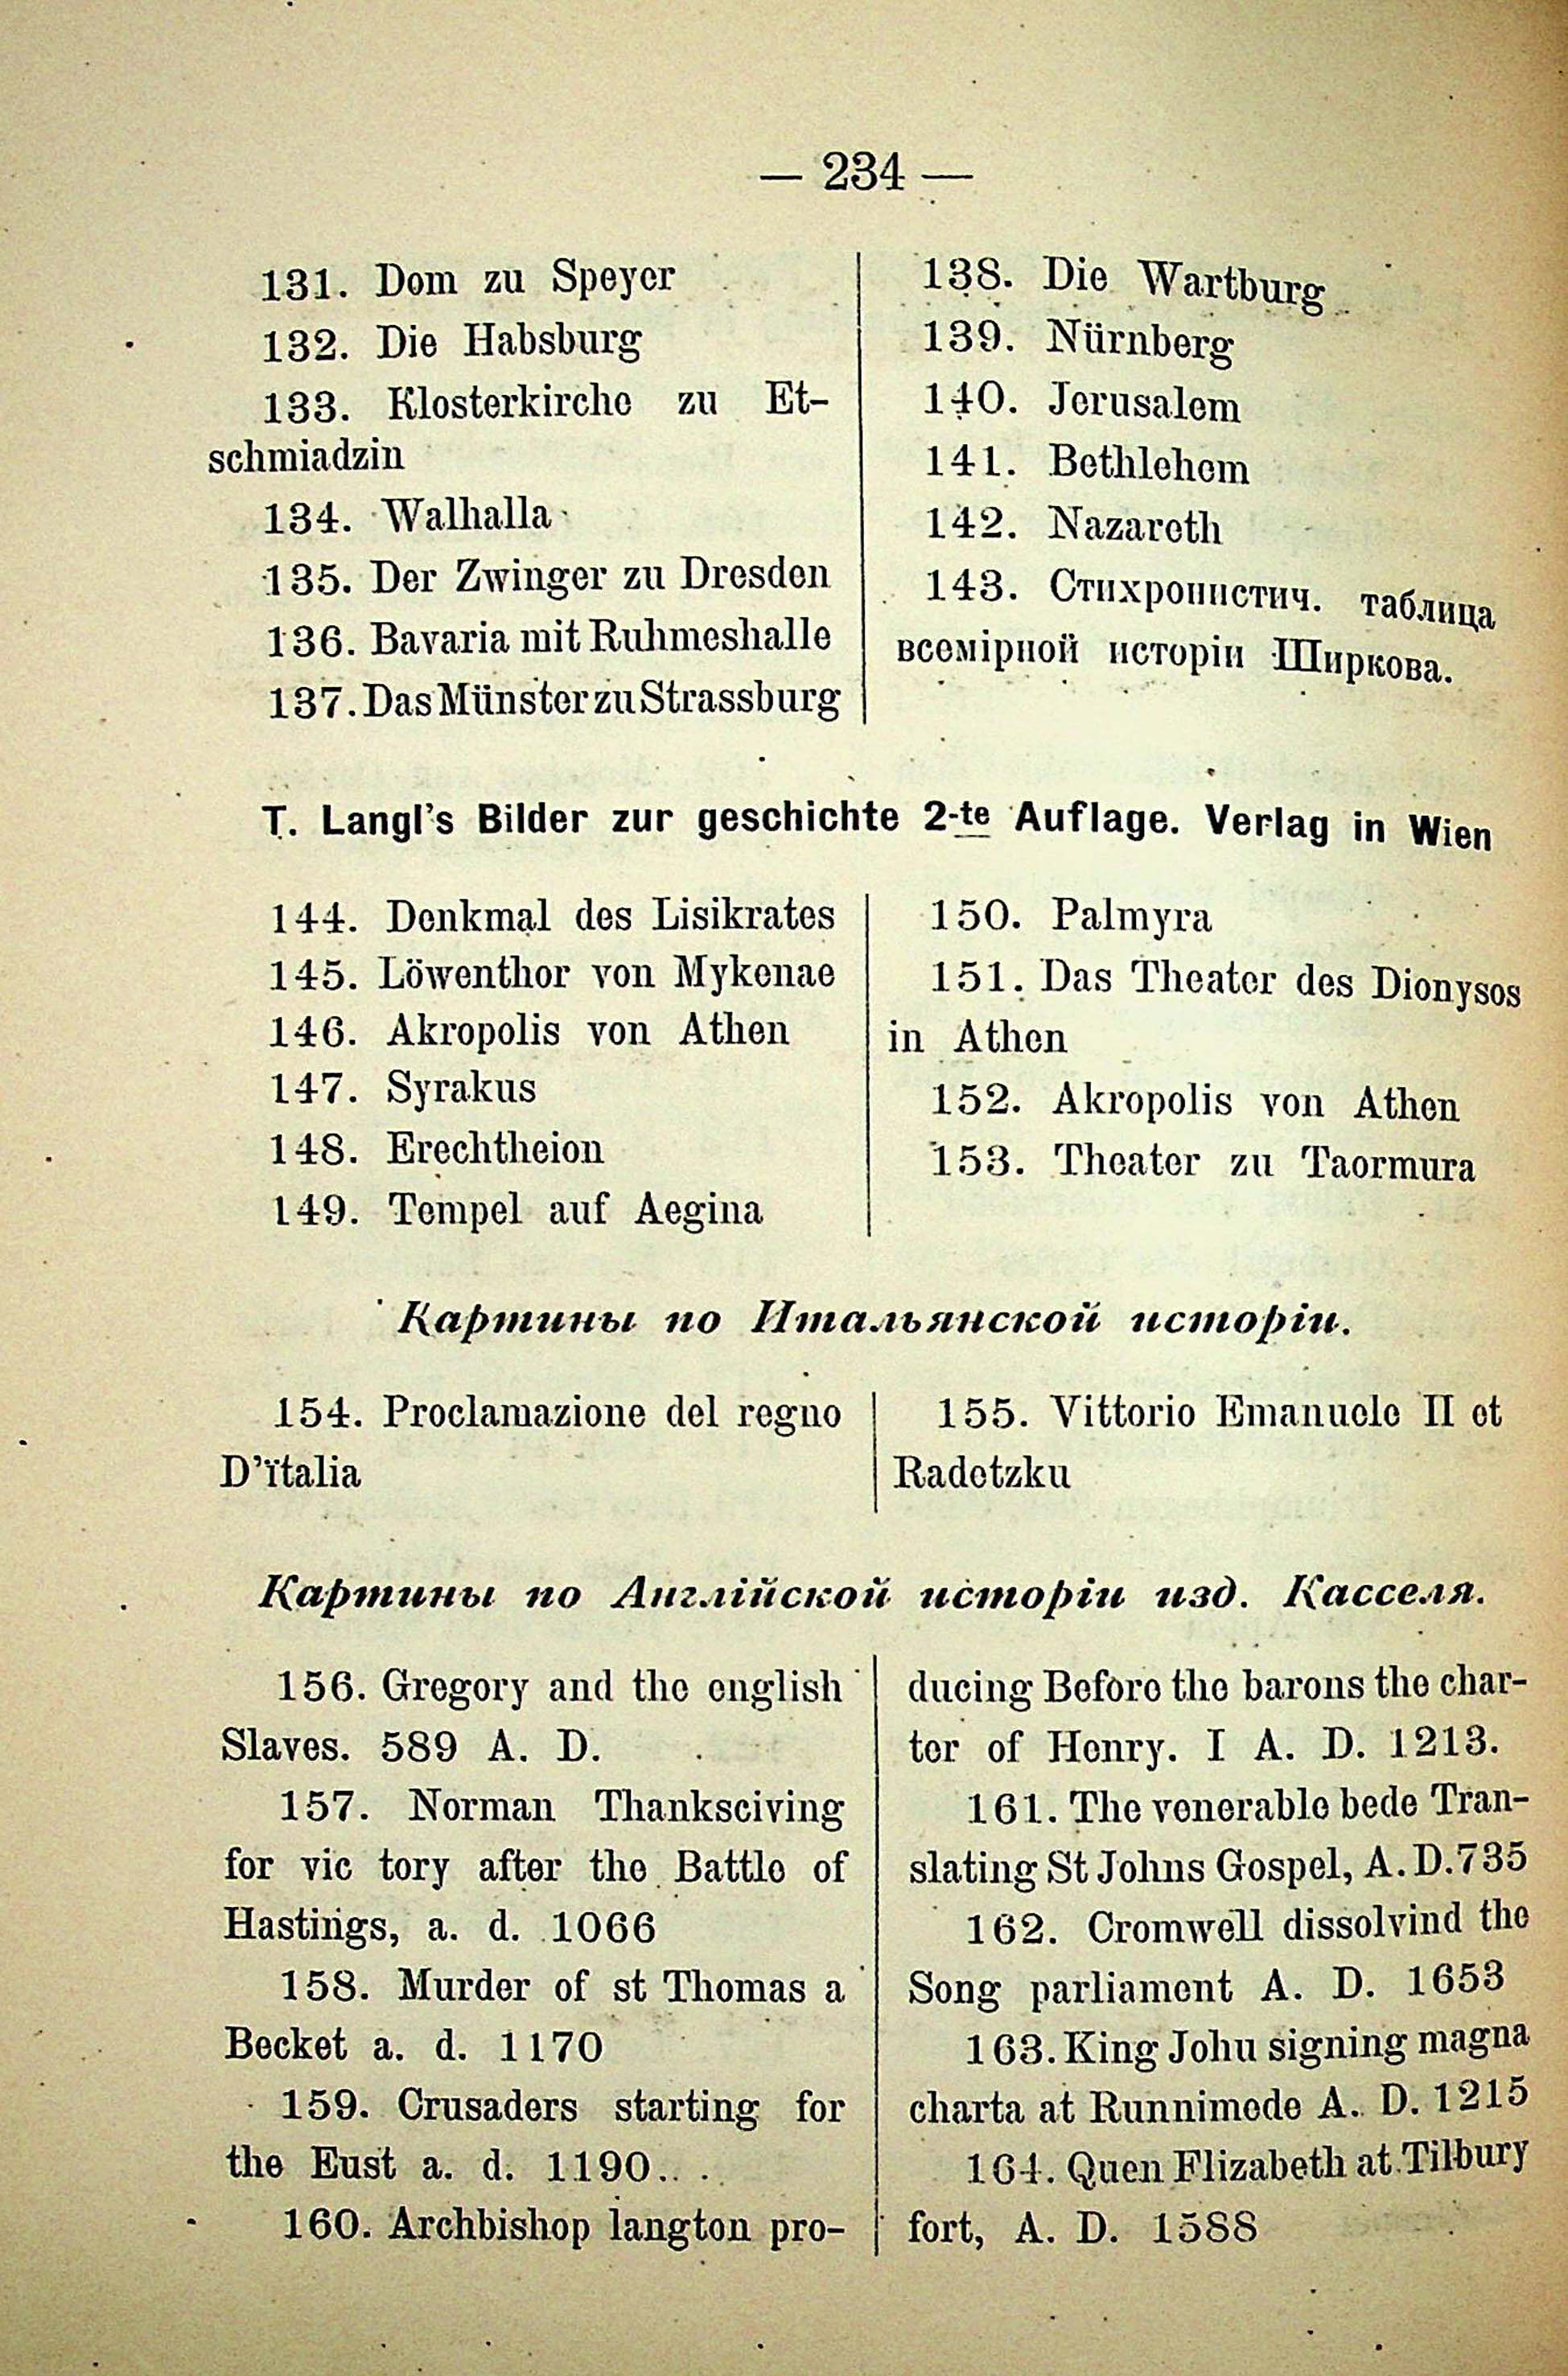 — 234 —
131. Dom zu Speyer
132. Die Habsburg
133. Klosterkirche zu Et-
schmiadzin
134. Walhalla
135. Der Zwinger zu Dresden
136. Bavaria mit Ruhmeshalle
137. Das Münster zu Strassburg
138. Die Wartburg
139. Nürnberg
140. Jerusalem
141. Bethlehem
142. Nazareth
143. Стихронистич. таблица
всемірной исторіи Ширкова.
T. Langl's Bilder zur geschichte 2-te Auflage. Verlag in Wien
144. Denkmal des Lisikrates
145. Löwenthor von Mykenae
146. Akropolis von Athen
147. Syrakus
148. Erechtheion
149. Tempel auf Aegina
150. Palmyra
151. Das Theater des Dionysos
in Athen
152. Akropolis von Athen
153. Theater zu Taormura
Картины по Итальянской исторіи.
154. Proclamazione del regno
D'ïtalia
155. Vittorio Emanuele II et
Radetzku
Картины по Англійской исторіи изд. Касселя.
156. Gregory and the english
Slaves. 589 A. D.
157. Norman Thanksciving
for vic tory after the Battle of
Hastings, a. d. 1066
158. Murder of st Thomas a
Becket a. d. 1170
159. Crusaders starting for
the Eust a. d. 1190..
160. Archbishop langton pro-
ducing Before the barons the char-
ter of Henry. I A. D. 1213.
161. The venerable bede Tran-
slating St Johns Gospel, A. D. 735
162. Cromwell dissolvind the
Song parliament A. D. 1653
163. King Johu signing magna
charta at Runnimede A. D. 1215
164. Quen Flizabeth at Tilbury
fort, A. D. 1588